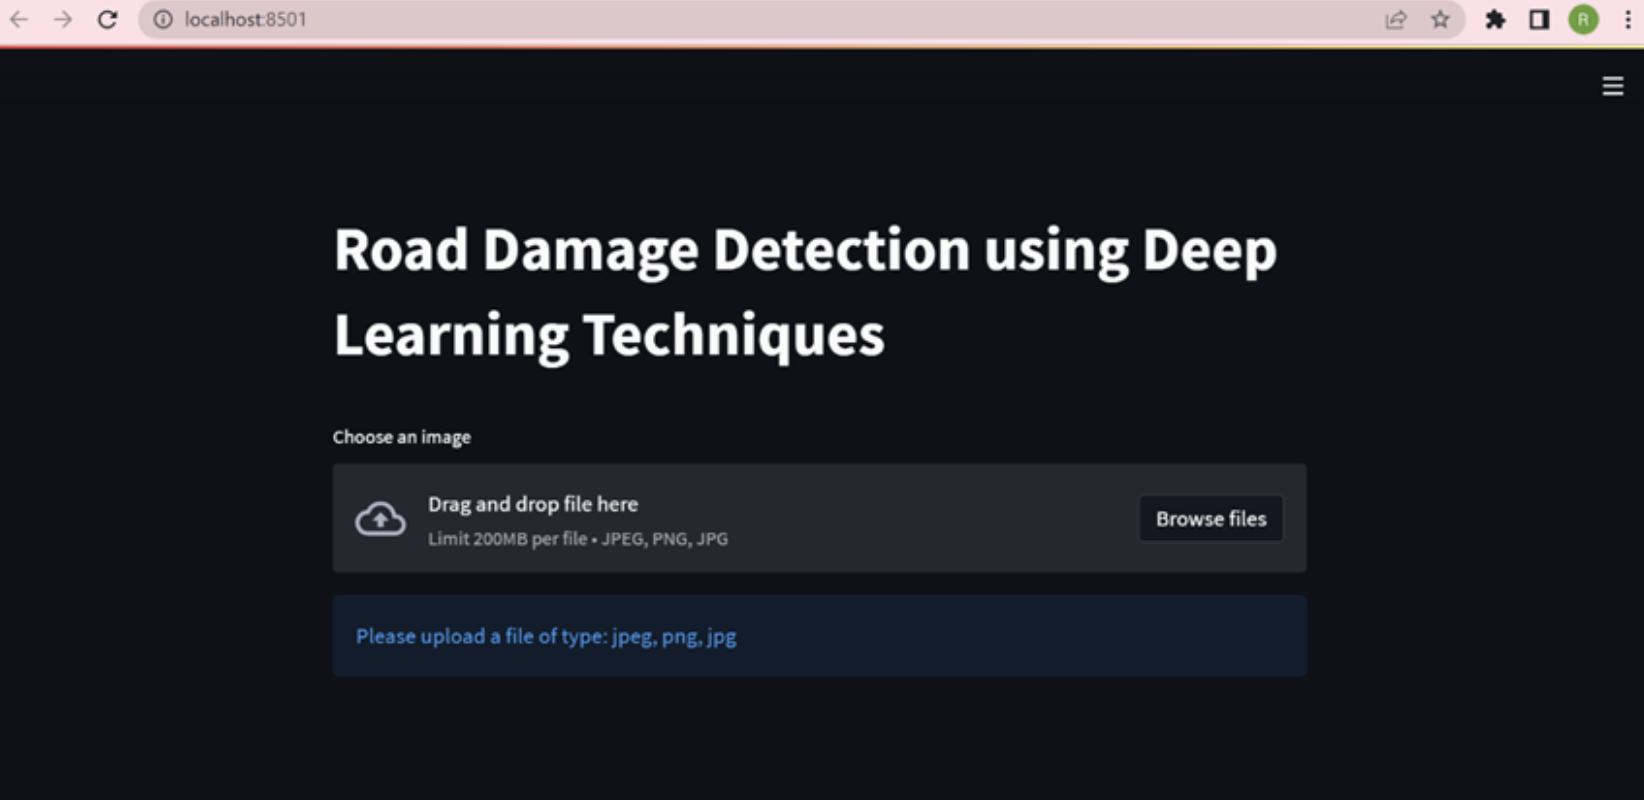 localhost:8501
R
Road Damage Detection using Deep
Learning Techniques
Choose an image
Drag and drop file here
Limit 200MB per file • JPEG, PNG, JPG
Browse files
Please upload a file of type: jpeg, png, jpg